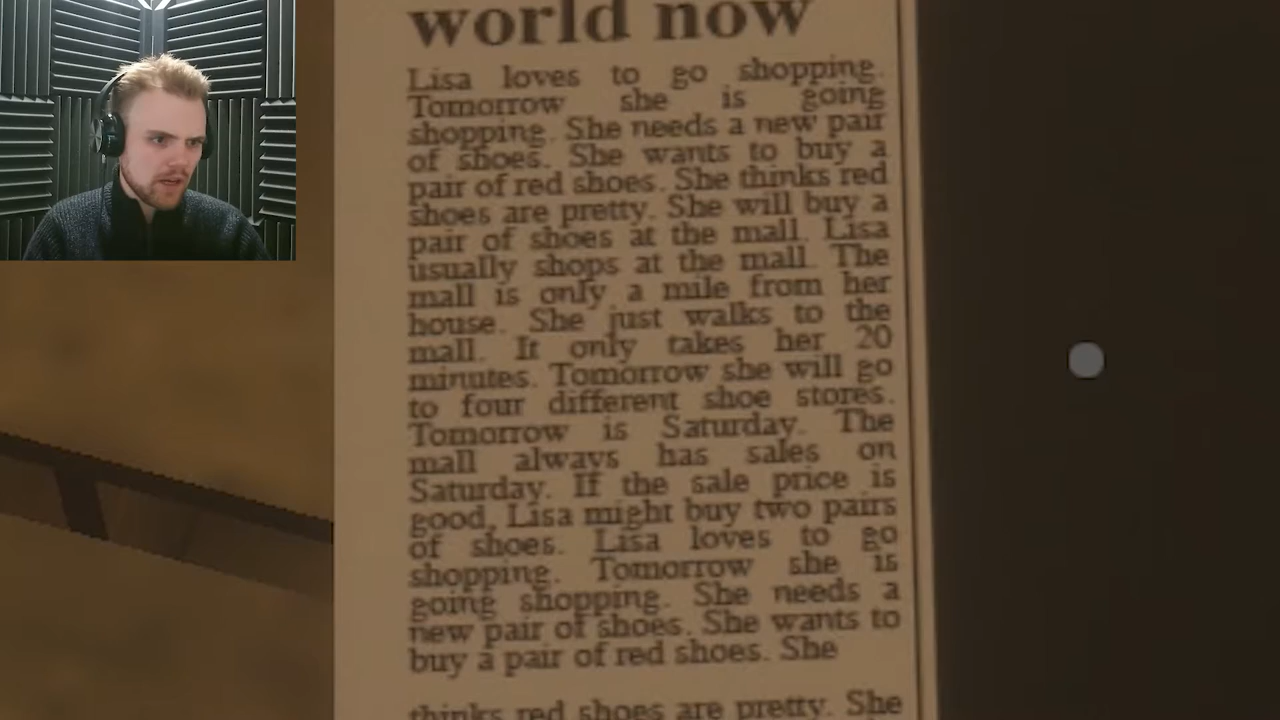 world now
Lisa loves to go shopping.
Tomorrow she is going
shopping. She needs a new pair
of shoes. She wants to buy a
pair of red shoes. She thinks red
shoes are pretty. She will buy a
pair of shoes at the mall. Lisa
usually shops at the mall. The
mall is only a mile from her
house. She just walks to the
mall. It only takes her 20
minutes. Tomorrow she will go
to four different shoe stores.
Tomorrow is Saturday. The
mall always has sales on
Saturday. If the sale price is
good, Lisa might buy two pairs
of shoes. Lisa loves to go
shopping. Tomorrow she is
going shopping. She needs a
new pair of shoes. She wants to
buy a pair of red shoes. She
thinks red shoes are pretty. She